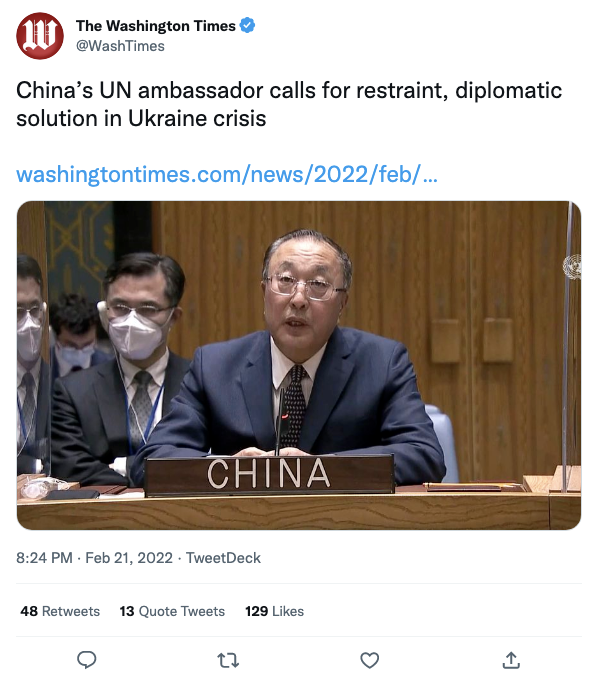 The Washington Times
@WashTimes
China’s UN ambassador calls for restraint, diplomatic
solution in Ukraine crisis
washingtontimes.com/news/2022/feb/…
CHINA
8:24 PM · Feb 21, 2022 · TweetDeck
48 Retweets 13 Quote Tweets 129 Likes